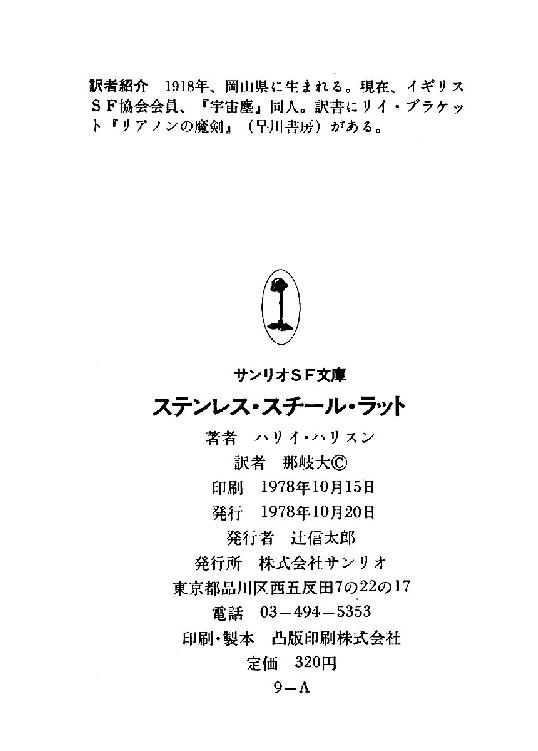 訳者紹介　1918年、岡山県に生まれる。現在、イギリス
ＳＦ協会会員、『宇宙塵』同人。訳書にリイ・ブラケッ
ト『リアノンの魔剣』（早川書房）がある。
サンリオＳＦ文庫
ステンレス・スチール・ラット
著者　ハリイ・ハリスン
訳者　那岐大©
印刷　1978年10月15日
発行　1978年10月20日
発行者　辻信太郎
発行所　株式会社サンリオ
東京都品川区西五反田7の22の17
電話　03－494－5353
印刷・製本　凸版印刷株式会社
定価　320円
9－A